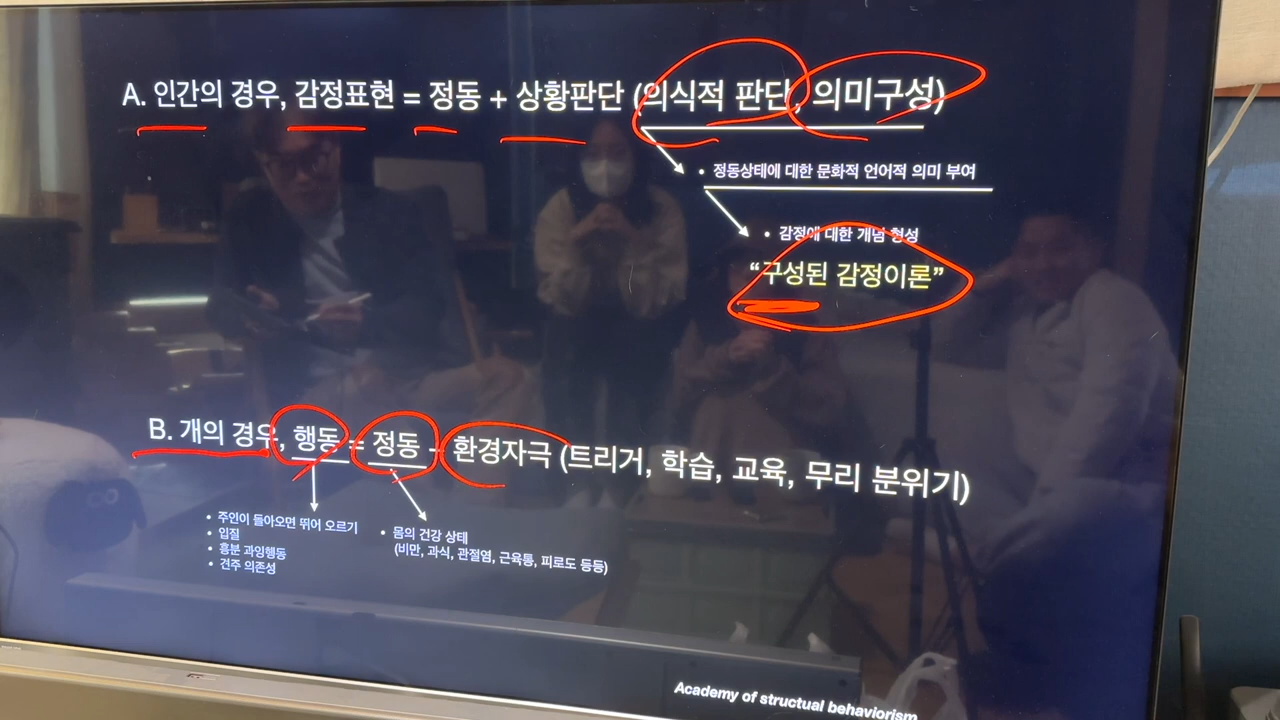 A. 인간의 경우, 감정표현 = 정동 + 상황판단 (의식적 판단, 의미구성)
• 정동상태에 대한 문화적 언어적 의미 부여
• 감정에 대한 개념 형성
“구성된 감정이론”
B. 개의 경우, 행동 = 정동 - 환경자극 (트리거, 학습, 교육, 무리 분위기)
• 주인이 돌아오면 뛰어 오르기
• 입질
• 흥분 과잉행동
• 견주 의존성
• 몸의 건강 상태
(비만, 과식, 관절염, 근육통, 피로도 등등)
Academy of structual behaviorism